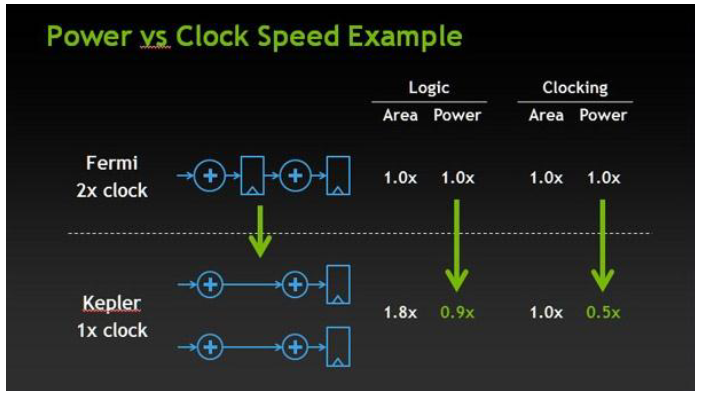 Power vs Clock Speed Example
Logic Clocking
Area Power Area Power
Fermi
2x clock
1.0x 1.0x 1.0x 1.0x
Kepler
1x clock
1.8x 0.9x 1.0x 0.5x